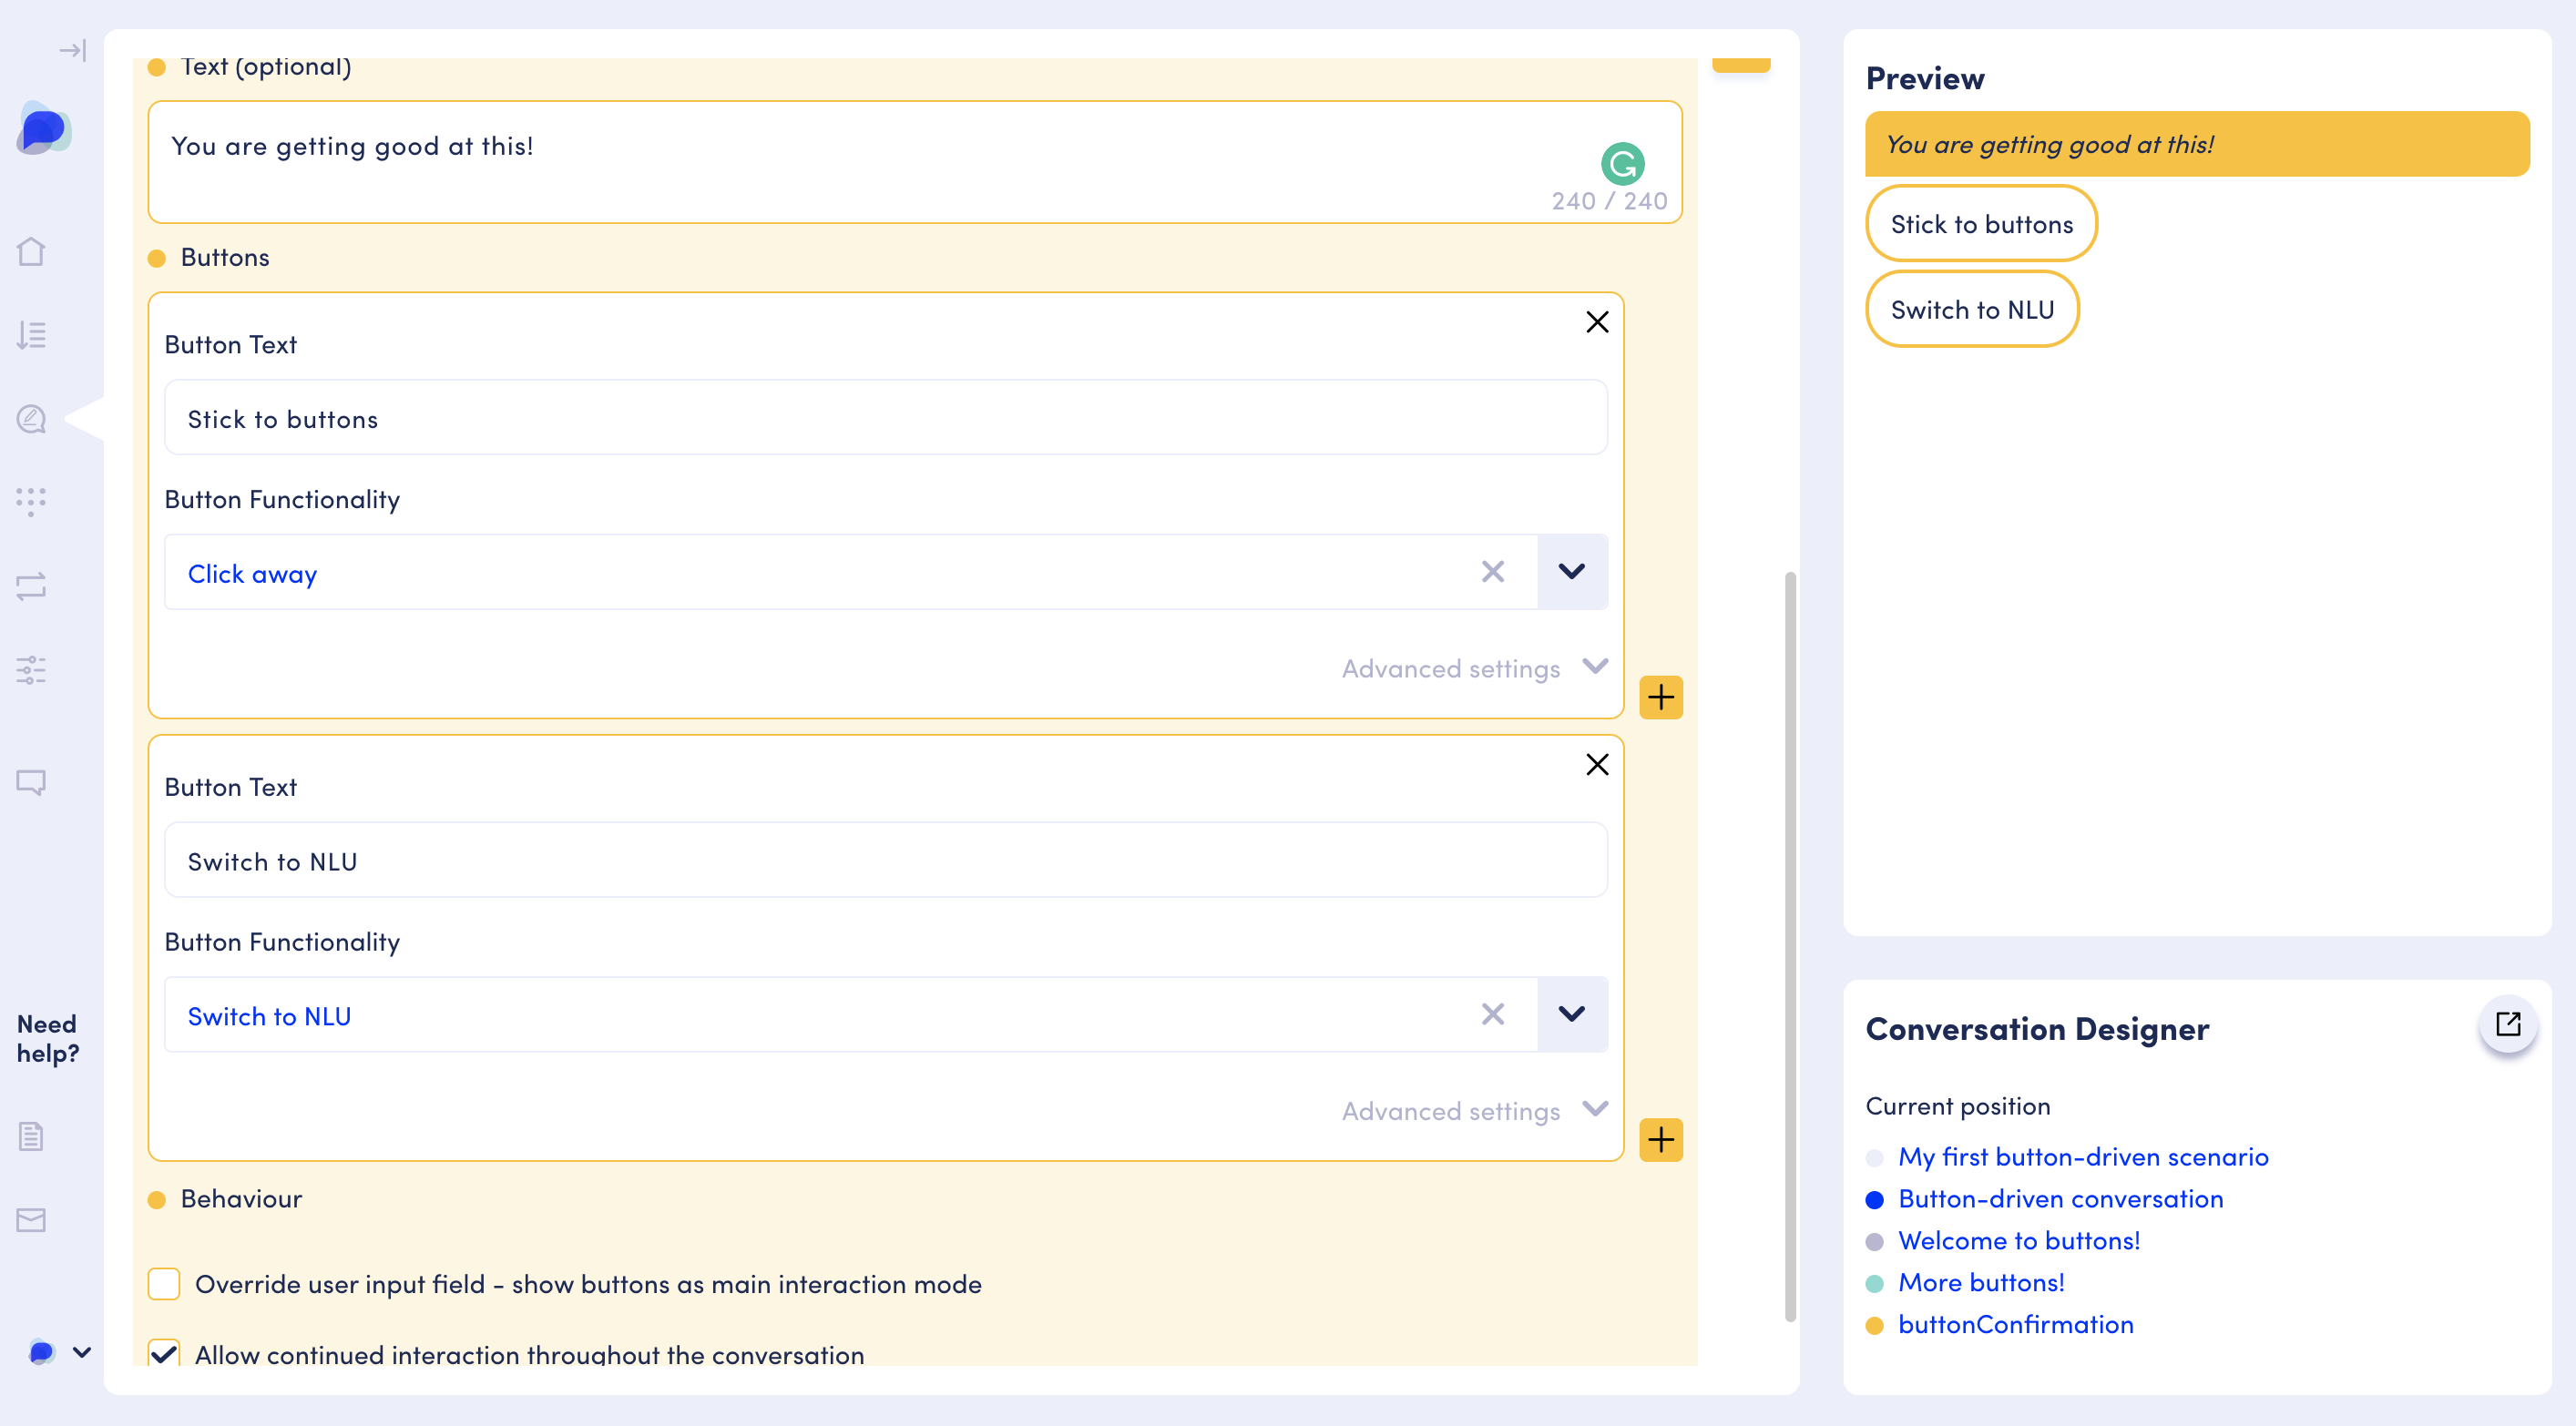 Text (optional)
You are getting good at this!
240 / 240
Buttons
Button Text
Stick to buttons
Button Functionality
Click away
Advanced settings
Button Text
Switch to NLU
Button Functionality
Switch to NLU
Advanced settings
Behaviour
Override user input field - show buttons as main interaction mode
Allow continued interaction throughout the conversation
Need
help?
Preview
You are getting good at this!
Stick to buttons
Switch to NLU
Conversation Designer
Current position
My first button-driven scenario
Button-driven conversation
Welcome to buttons!
More buttons!
buttonConfirmation